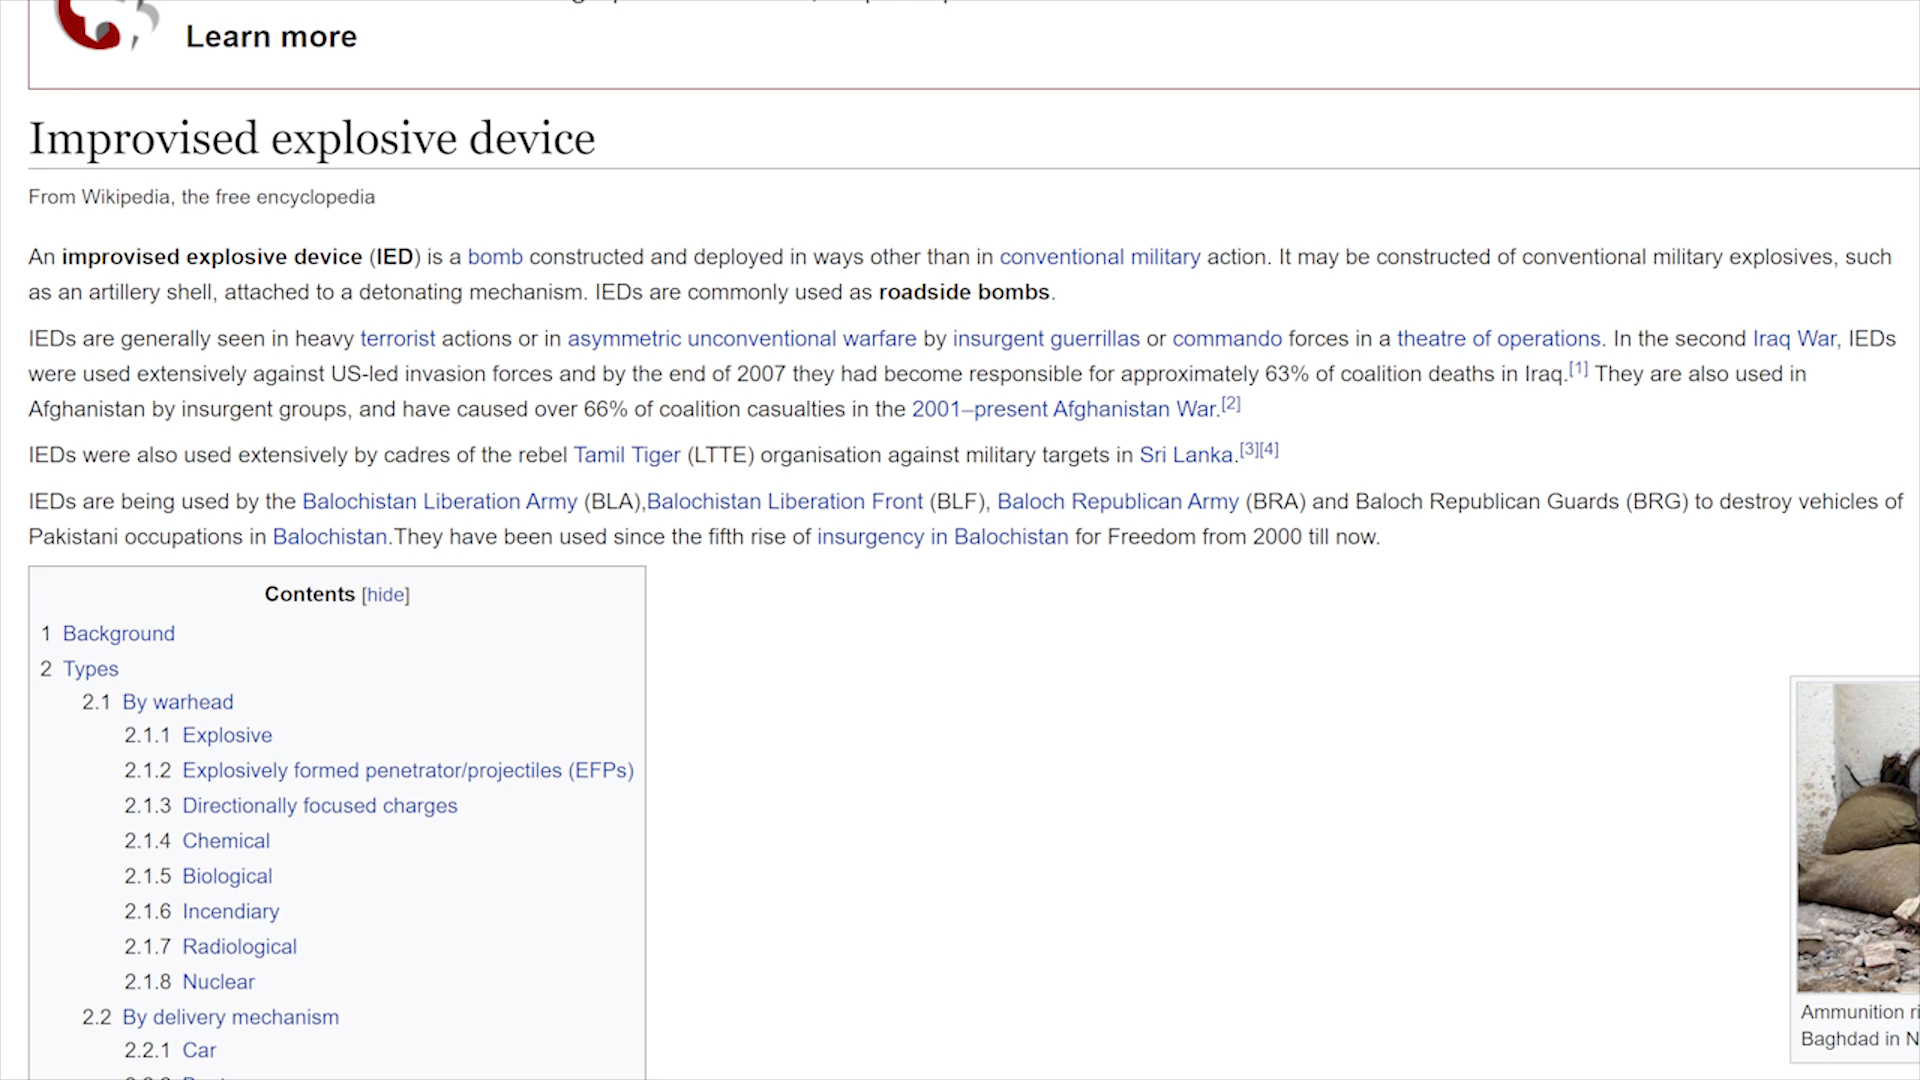 Learn more
Improvised explosive device
From Wikipedia, the free encyclopedia
An improvised explosive device (IED) is a bomb constructed and deployed in ways other than in conventional military action. It may be constructed of conventional military explosives, such
as an artillery shell, attached to a detonating mechanism. IEDs are commonly used as roadside bombs.
IEDs are generally seen in heavy terrorist actions or in asymmetric unconventional warfare by insurgent guerrillas or commando forces in a theatre of operations. In the second Iraq War, IEDs
were used extensively against US-led invasion forces and by the end of 2007 they had become responsible for approximately 63% of coalition deaths in Iraq.[1] They are also used in
Afghanistan by insurgent groups, and have caused over 66% of coalition casualties in the 2001–present Afghanistan War.[2]
IEDs were also used extensively by cadres of the rebel Tamil Tiger (LTTE) organisation against military targets in Sri Lanka.[3][4]
IEDs are being used by the Balochistan Liberation Army (BLA),Balochistan Liberation Front (BLF), Baloch Republican Army (BRA) and Baloch Republican Guards (BRG) to destroy vehicles of
Pakistani occupations in Balochistan.They have been used since the fifth rise of insurgency in Balochistan for Freedom from 2000 till now.
Contents [hide]
1 Background
2 Types
2.1 By warhead
2.1.1 Explosive
2.1.2 Explosively formed penetrator/projectiles (EFPs)
2.1.3 Directionally focused charges
2.1.4 Chemical
2.1.5 Biological
2.1.6 Incendiary
2.1.7 Radiological
2.1.8 Nuclear
2.2 By delivery mechanism
2.2.1 Car
Ammunition
Baghdad in